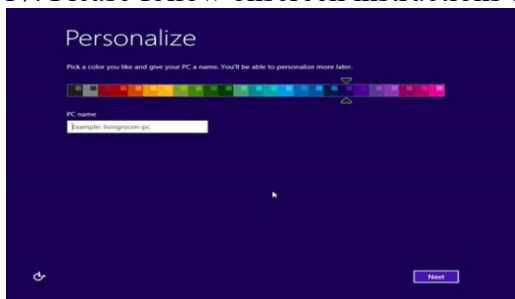 Personalize
Pick a color you like and give your PC a name. You'll be able to personalize more later.
PC name
Example: livingroom-pc
Next